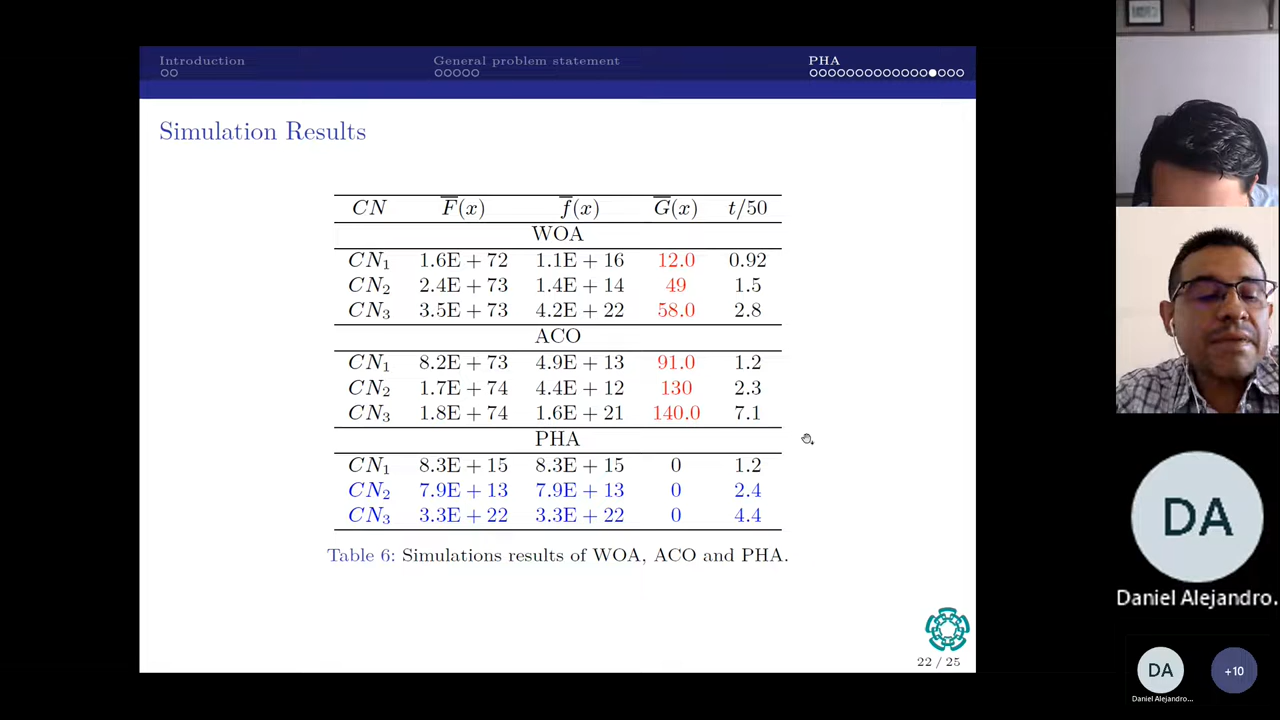 Introduction General problem statement PHA
Simulation Results
CN F̅(x) f̅(x) G̅(x) t/50
WOA
CN₁ 1.6E + 72 1.1E + 16 12.0 0.92
CN₂ 2.4E + 73 1.4E + 14 49 1.5
CN₃ 3.5E + 73 4.2E + 22 58.0 2.8
ACO
CN₁ 8.2E + 73 4.9E + 13 91.0 1.2
CN₂ 1.7E + 74 4.4E + 12 130 2.3
CN₃ 1.8E + 74 1.6E + 21 140.0 7.1
PHA
CN₁ 8.3E + 15 8.3E + 15 0 1.2
CN₂ 7.9E + 13 7.9E + 13 0 2.4
CN₃ 3.3E + 22 3.3E + 22 0 4.4
Table 6: Simulations results of WOA, ACO and PHA.
22 / 25
DA
Daniel Alejandro.
DA
Daniel Alejandro...
+10